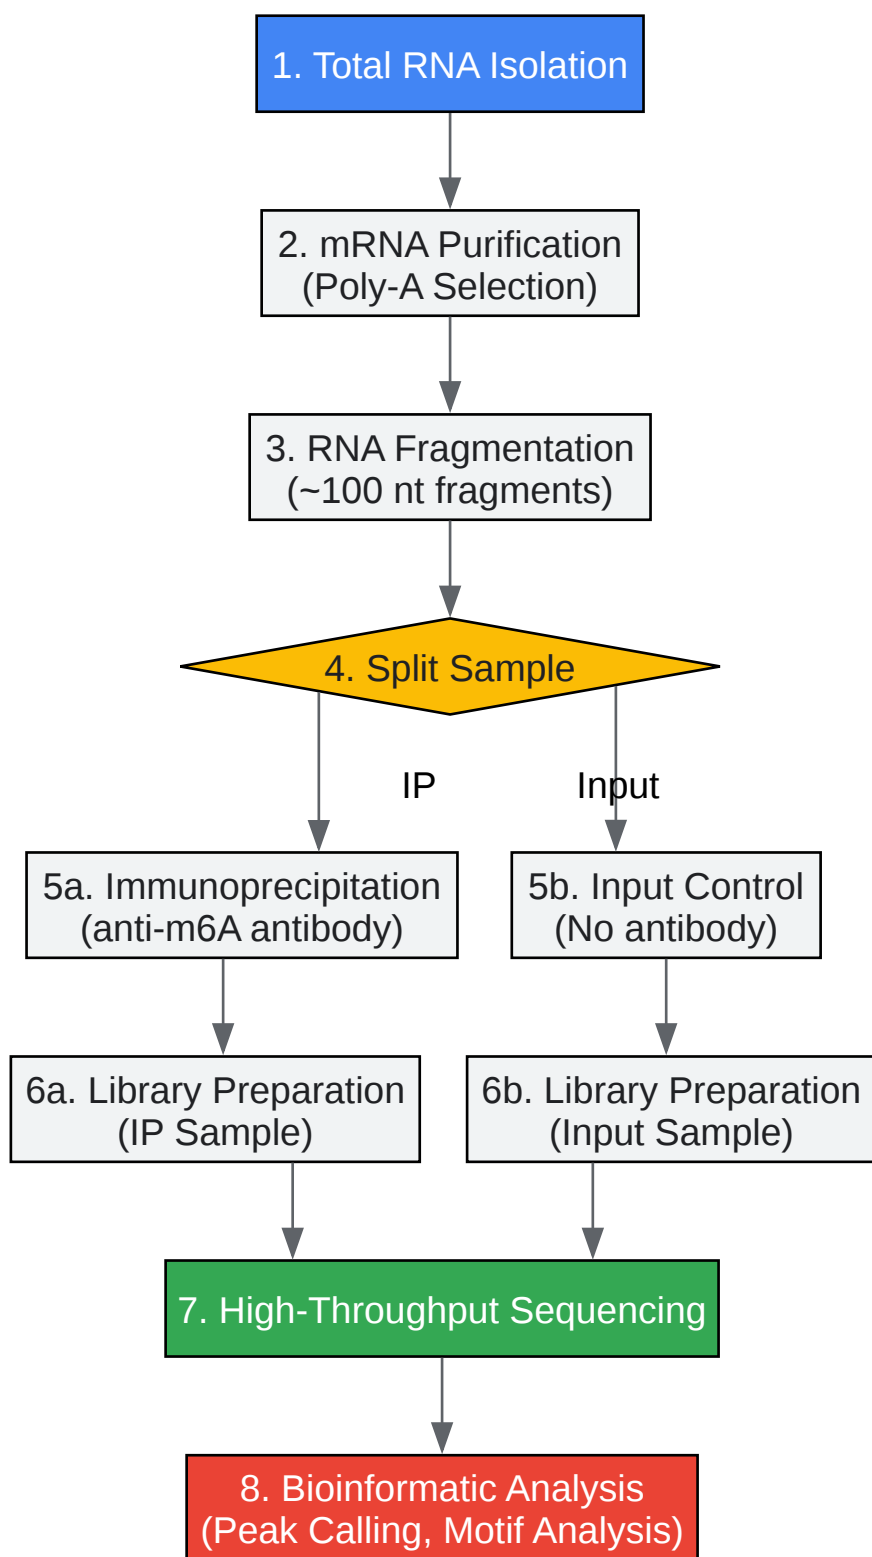 1. Total RNA Isolation
2. mRNA Purification
(Poly-A Selection)
3. RNA Fragmentation
(~100 nt fragments)
4. Split Sample
IP
Input
5a. Immunoprecipitation
(anti-m6A antibody)
5b. Input Control
(No antibody)
6a. Library Preparation
(IP Sample)
6b. Library Preparation
(Input Sample)
7. High-Throughput Sequencing
8. Bioinformatic Analysis
(Peak Calling, Motif Analysis)